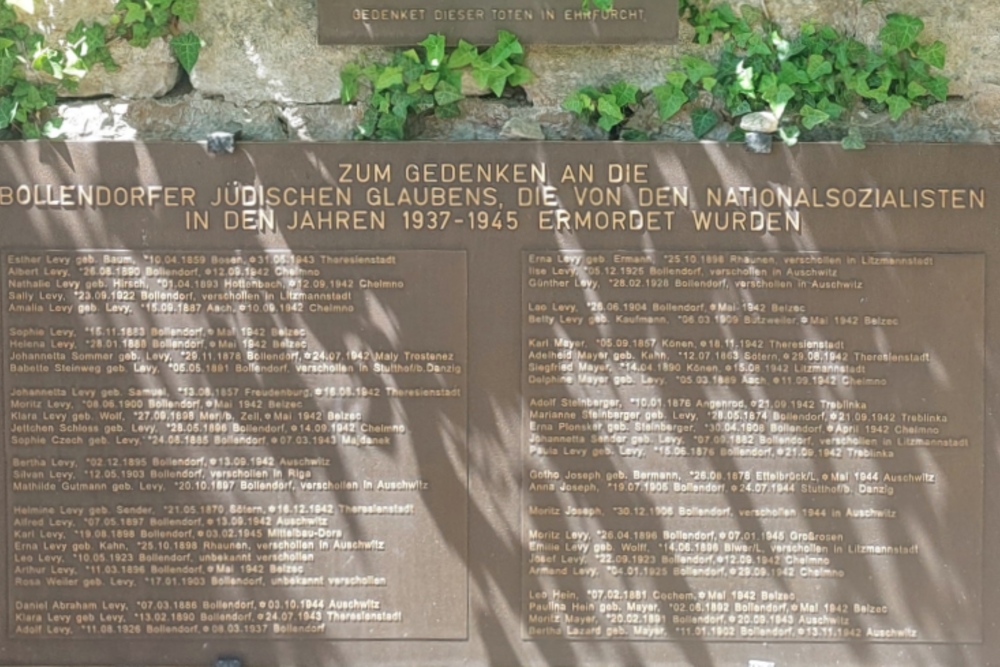 GEDENKET DIESER TOTEN IN EHRFURCHT.
ZUM GEDENKEN AN DIE
BOLLENDORFER JÜDISCHEN GLAUBENS, DIE VON DEN NATIONALSOZIALISTEN
IN DEN JAHREN 1937-1945 ERMORDET WURDEN
Esther Levy geb. Baum, *10.04.1859 Bosen, ✡31.05.1943 Theresienstadt
Albert Levy, *26.08.1890 Bollendorf, ✡12.09.1942 Chelmno
Nathalie Levy geb. Hirsch, *01.04.1893 Hottenbach, ✡12.09.1942 Chelmno
Sally Levy, *23.09.1922 Bollendorf, verschollen in Litzmannstadt
Amalia Levy geb. Levy, *15.09.1887 Aach, ✡10.09.1942 Chelmno
Sophie Levy, *15.11.1883 Bollendorf, ✡Mai 1942 Belzec
Helena Levy, *28.01.1888 Bollendorf, ✡Mai 1942 Belzec
Johannetta Sommer geb. Levy, *29.11.1878 Bollendorf, ✡24.07.1942 Maly Trostenez
Babette Steinweg geb. Levy, *05.05.1891 Bollendorf, verschollen in Stutthof/b.Danzig
Johannetta Levy geb. Samuel, *13.08.1857 Freudenburg, ✡16.08.1942 Theresienstadt
Moritz Levy, *08.06.1900 Bollendorf, ✡Mai 1942 Belzec
Klara Levy geb. Wolf, *27.09.1898 Merl/b. Zell, ✡Mai 1942 Belzec
Jettchen Schloss geb. Levy, *28.05.1896 Bollendorf, ✡14.09.1942 Chelmno
Sophie Czech geb. Levy, *24.06.1885 Bollendorf, ✡07.03.1943 Majdanek
Bertha Levy, *02.12.1895 Bollendorf, ✡13.09.1942 Auschwitz
Silvan Levy, *12.05.1903 Bollendorf, verschollen in Riga
Mathilde Gutmann geb. Levy, *20.10.1897 Bollendorf, verschollen in Auschwitz
Helmine Levy geb. Sender, *21.05.1870 Sötern, ✡16.12.1942 Theresienstadt
Alfred Levy, *07.05.1897 Bollendorf, ✡13.09.1942 Auschwitz
Karl Levy, *19.08.1898 Bollendorf, ✡03.02.1945 Mittelbau-Dora
Erna Levy geb. Kahn, *25.10.1898 Rhaunen, verschollen in Auschwitz
Leo Levy, *10.05.1923 Bollendorf, unbekannt verschollen
Arthur Levy, *11.03.1896 Bollendorf, ✡Mai 1942 Belzec
Rosa Weiler geb. Levy, *17.01.1903 Bollendorf, unbekannt verschollen
Daniel Abraham Levy, *07.03.1886 Bollendorf, ✡03.10.1944 Auschwitz
Klara Levy geb Levy, *13.02.1890 Bollendorf, ✡24.07.1943 Theresienstadt
Adolf Levy, *11.08.1926 Bollendorf, ✡08.03.1937 Bollendorf
Erna Levy geb. Ermann, *25.10.1898 Rhaunen, verschollen in Litzmannstadt
Ilse Levy, *05.12.1925 Bollendorf, verschollen in Auschwitz
Günther Levy, *28.02.1928 Bollendorf, verschollen in Auschwitz
Leo Levy, *26.06.1904 Bollendorf, ✡Mai 1942 Belzec
Betty Levy geb. Kaufmann, *06.03.1909 Butzweiler, ✡Mai 1942 Belzec
Karl Mayer, *05.09.1857 Könen, ✡18.11.1942 Theresienstadt
Adelheid Mayer geb. Kahn, *12.07.1863 Sötern, ✡29.08.1942 Theresienstadt
Siegfried Mayer, *14.04.1890 Könen, ✡15.08 1942 Litzmannstadt
Delphine Mayer geb. Levy, *05.03.1889 Aach, ✡11.09.1942 Chelmno
Adolf Steinberger, *10.01.1876 Angenrod, ✡21.09.1942 Treblinka
Marianne Steinberger geb. Levy, *28.05.1874 Bollendorf, ✡21.09.1942 Treblinka
Erna Plonsker geb. Steinberger, *30.04.1908 Bollendorf, ✡April 1942 Chelmno
Johannetta Sender geb. Levy, *07.09.1882 Bollendorf, verschollen in Litzmannstadt
Paula Levy geb. Levy, *15.06.1876 Bollendorf, ✡21.09.1942 Treblinka
Gotho Joseph geb. Bermann, *26.08.1878 Ettelbrück/L, ✡Mai 1944 Auschwitz
Anna Joseph, *19.07.1906 Bollendorf, ✡24.07.1944 Stutthof/b. Danzig
Moritz Joseph, *30.12.1906 Bollendorf, verschollen 1944 in Auschwitz
Moritz Levy, *26.04.1896 Bollendorf, ✡07.01.1945 Großrosen
Emilie Levy geb. Wolff, *14.06.1896 Biwer/L, verschollen in Litzmannstadt
Josef Levy, *22.09.1923 Bollendorf, ✡12.09.1942 Chelmno
Armand Levy, *04.01.1925 Bollendorf, ✡29.09.1942 Chelmno
Leo Hein, *07.02.1881 Cochem, ✡Mai 1942 Belzec
Paulina Hein geb. Mayer, *02.06.1892 Bollendorf, ✡Mai 1942 Belzec
Moritz Mayer, *20.02.1891 Bollendorf, ✡20.09.1943 Auschwitz
Bertha Lazard geb. Mayer, *11.01.1902 Bollendorf, ✡13.11.1942 Auschwitz